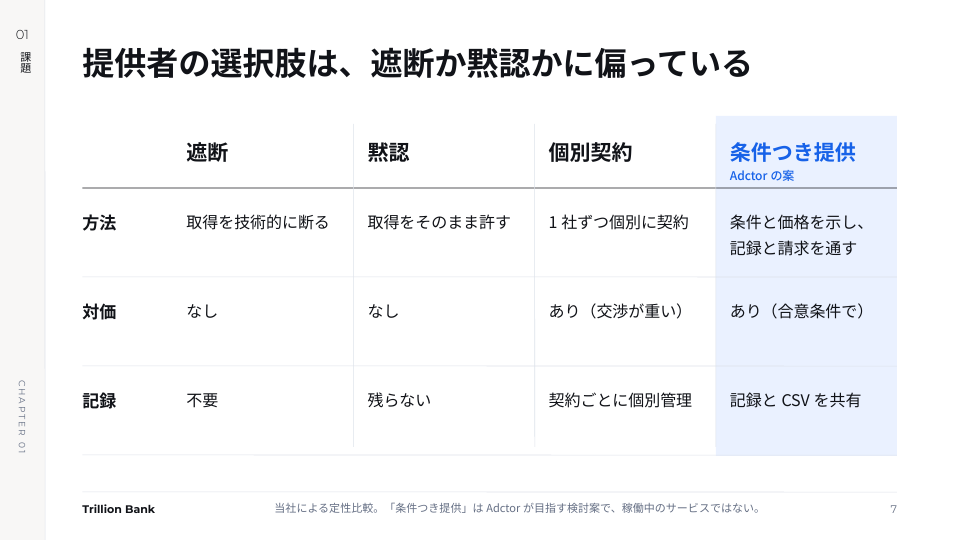 01
課題
提供者の選択肢は、遮断か黙認かに偏っている
遮断
黙認
個別契約
条件つき提供
Adctor の案
方法
取得を技術的に断る
取得をそのまま許す
1 社ずつ個別に契約
条件と価格を示し、
記録と請求を通す
対価
なし
なし
あり（交渉が重い）
あり（合意条件で）
記録
不要
残らない
契約ごとに個別管理
記録と CSV を共有
CHAPTER 01
Trillion Bank
当社による定性比較。「条件つき提供」は Adctor が目指す検討案で、稼働中のサービスではない。
7